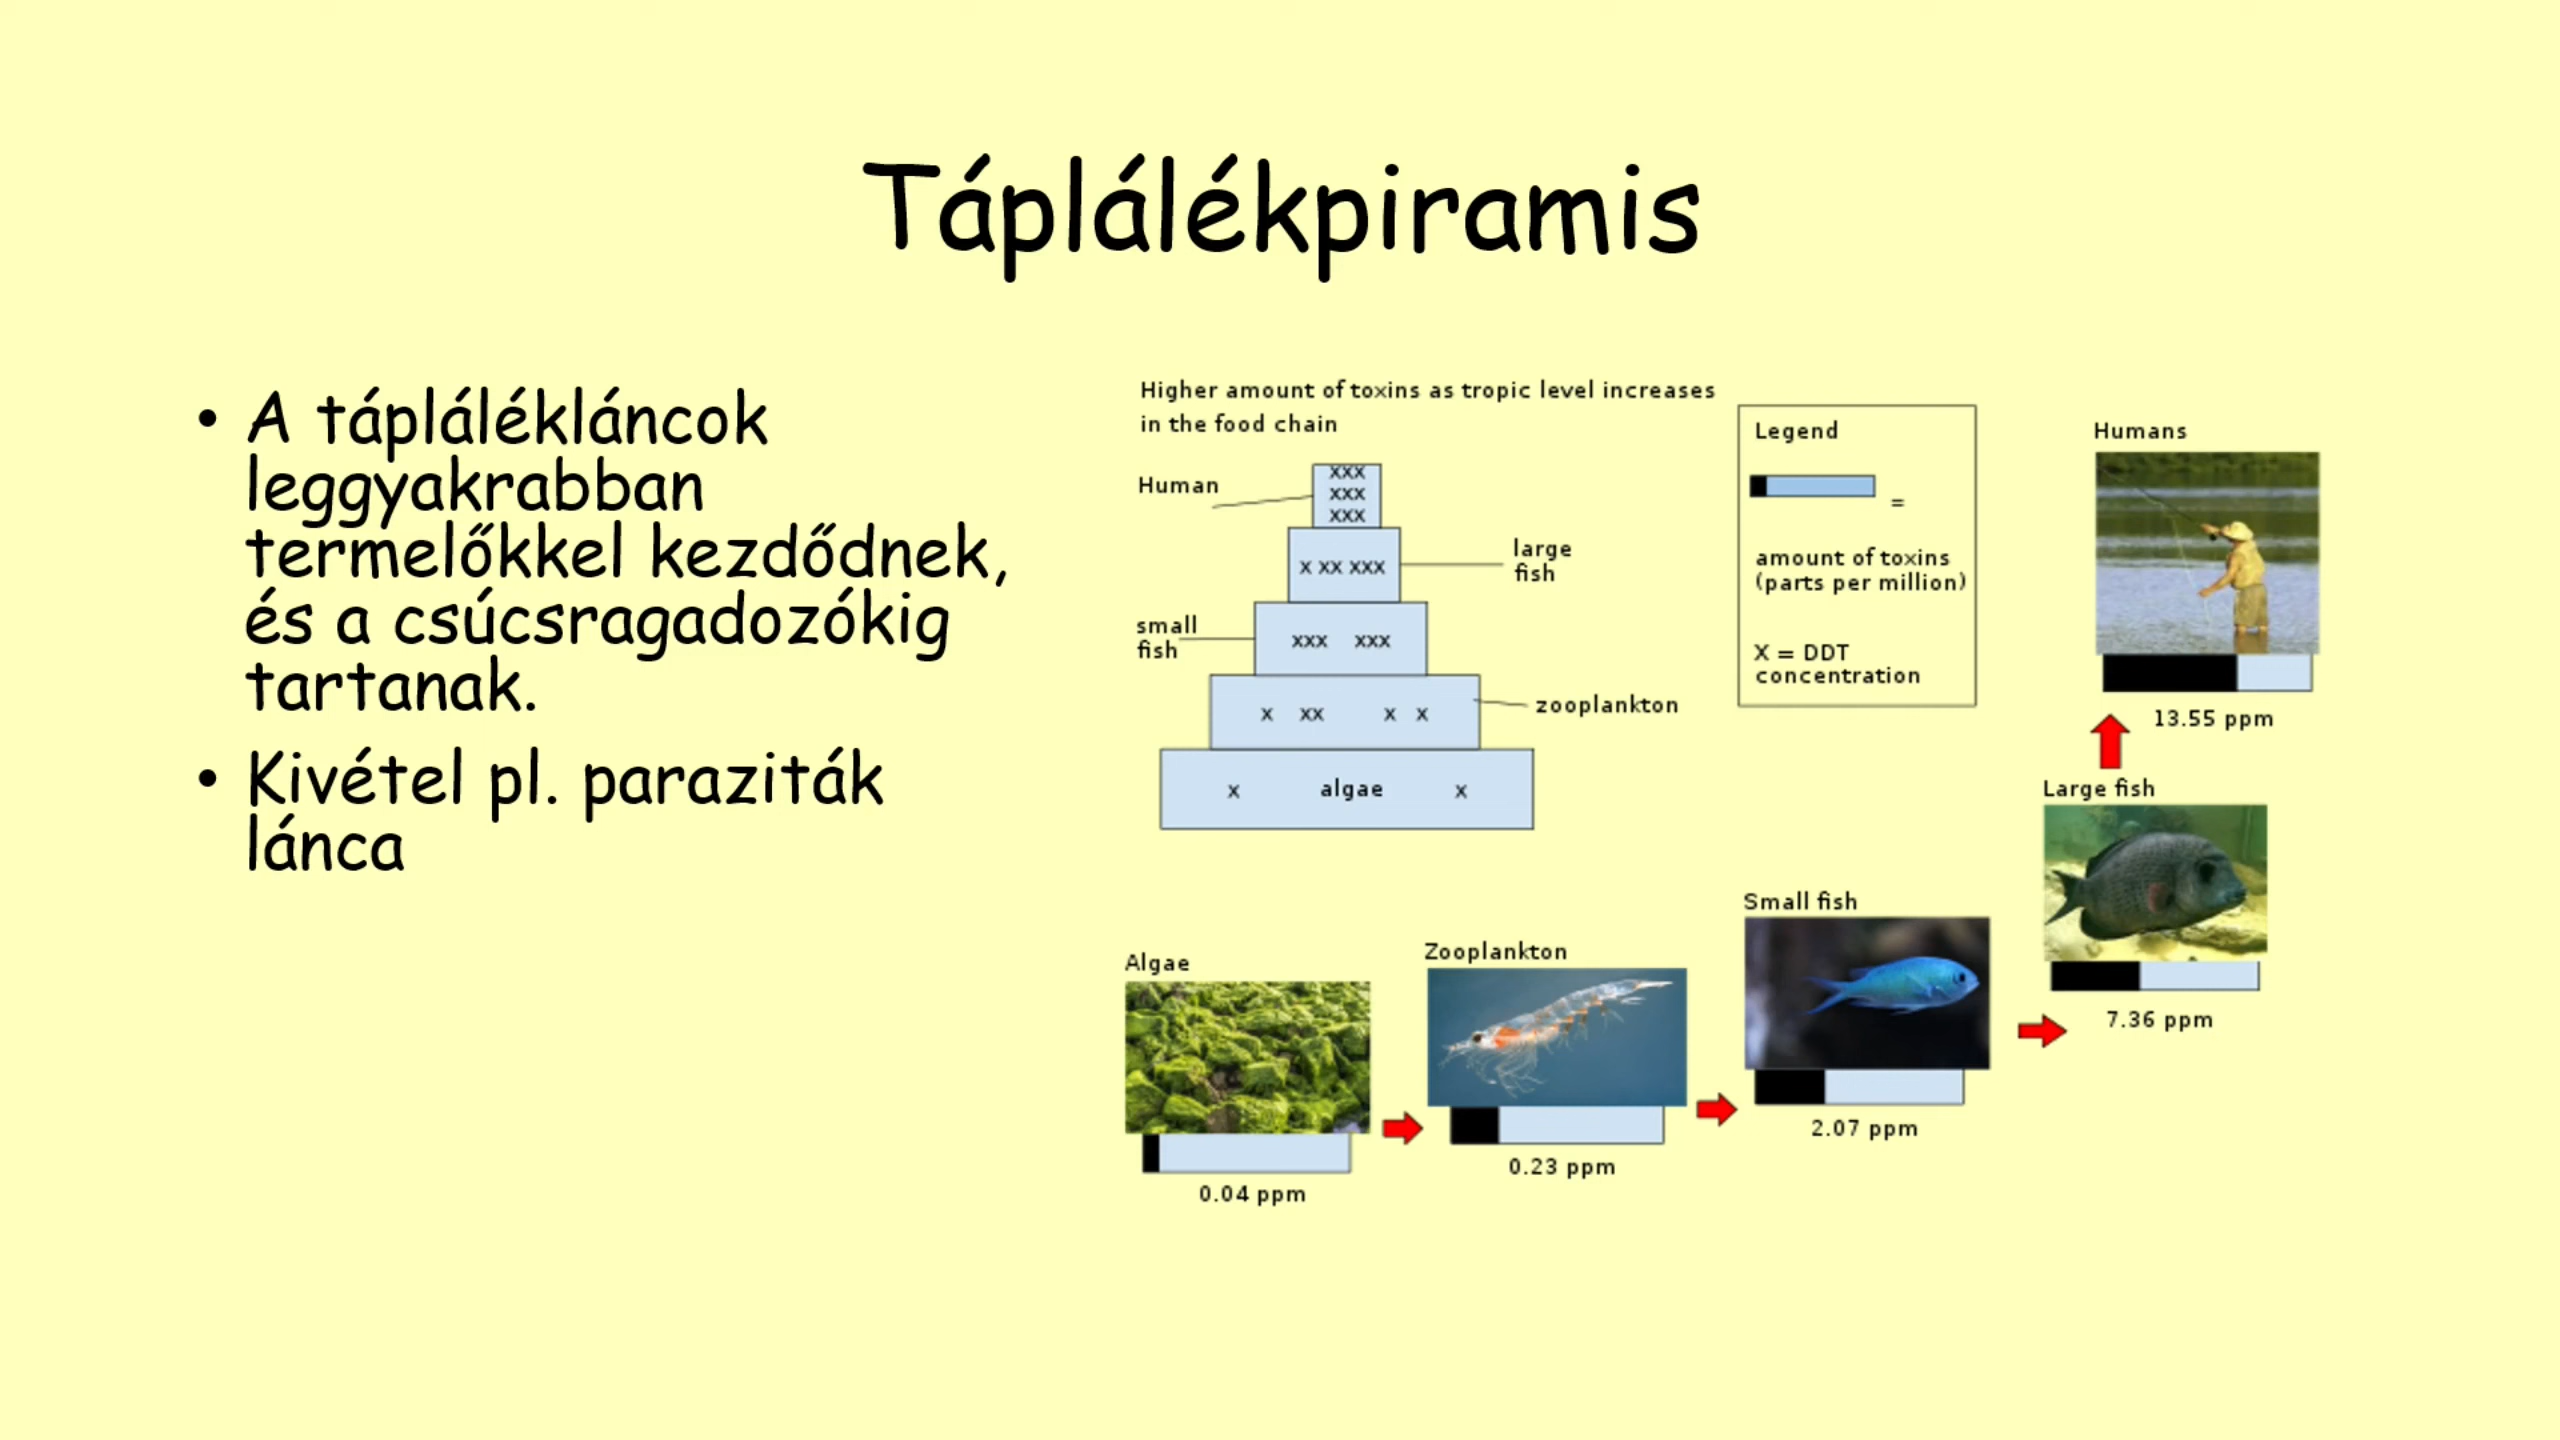 Táplálékpiramis
• A táplálékláncok
leggyakrabban
termelőkkel kezdődnek,
és a csúcsragadozókig
tartanak.
• Kivétel pl. paraziták
lánca
Higher amount of toxins as tropic level increases
in the food chain
Human
XXX
XXX
XXX
x xx xxx
large
fish
small
fish
xxx xxx
x xx x x
zooplankton
x algae x
Legend
=
amount of toxins
(parts per million)
X = DDT
concentration
Humans
13.55 ppm
Large fish
7.36 ppm
Small fish
2.07 ppm
Zooplankton
0.23 ppm
Algae
0.04 ppm